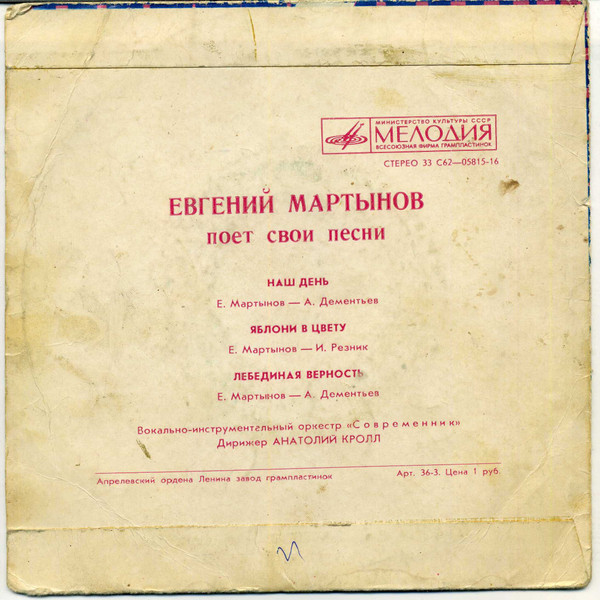 МИНИСТЕРСТВО КУЛЬТУРЫ СССР
МЕЛОДИЯ
ВСЕСОЮЗНАЯ ФИРМА ГРАМПЛАСТИНОК
СТЕРЕО 33 С62—05815-16
ЕВГЕНИЙ МАРТЫНОВ
ПОЕТ СВОИ ПЕСНИ
НАШ ДЕНЬ
Е. Мартынов — А. Дементьев
ЯБЛОНИ В ЦВЕТУ
Е. Мартынов — И. Резник
ЛЕБЕДИНАЯ ВЕРНОСТЬ
Е. Мартынов — А. Дементьев
Вокально-инструментальный оркестр «Современник»
Дирижер АНАТОЛИЙ КРОЛЛ
Апрелевский ордена Ленина завод грампластинок Арт. 36-3. Цена 1 руб.